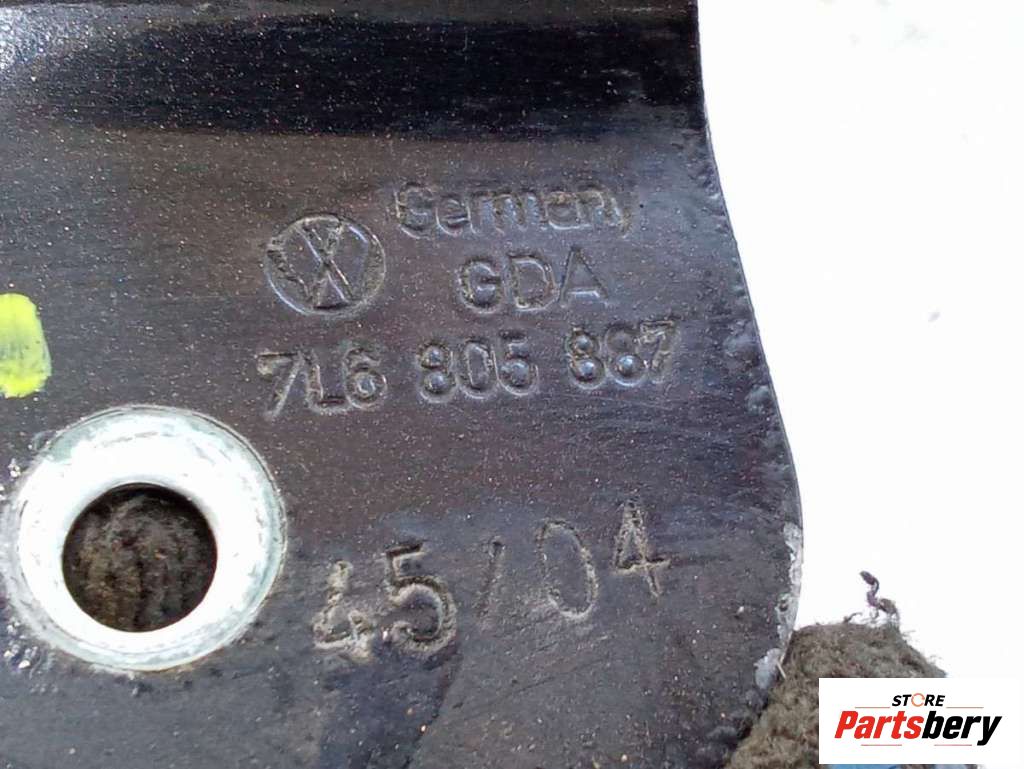 Germany
GDA
7L6 805 887
45/04
STORE
Partsbery